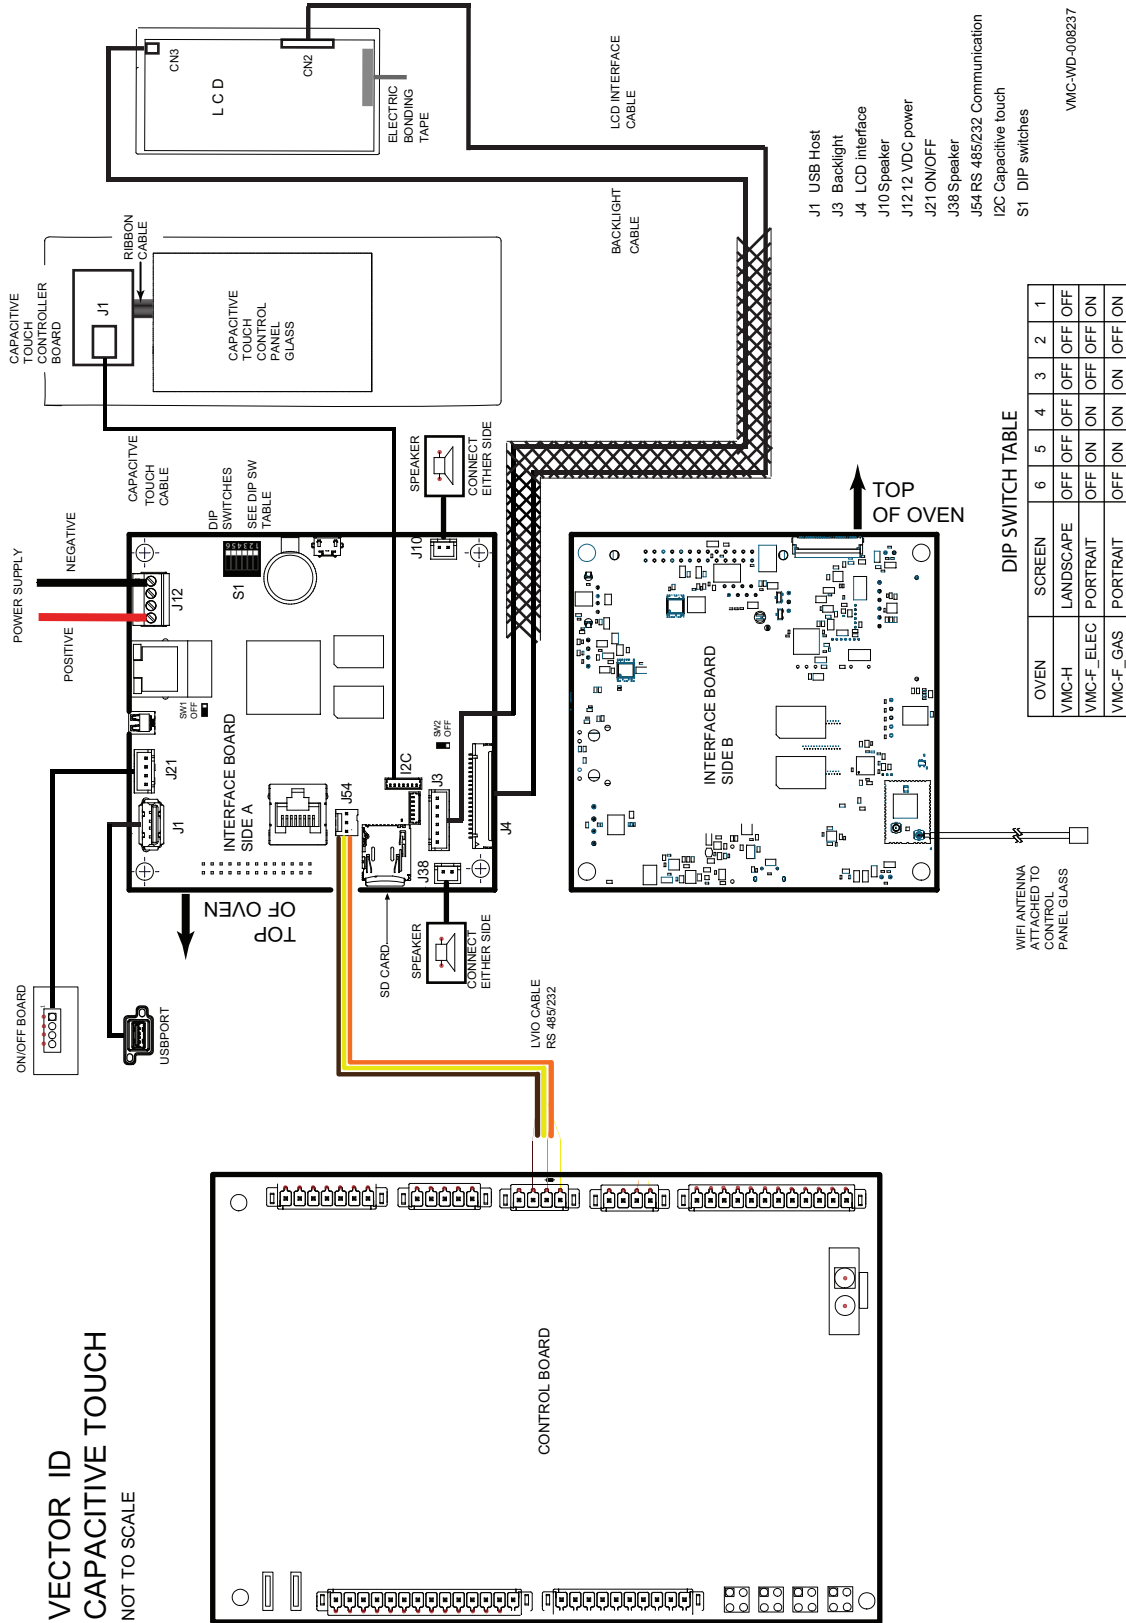 VECTOR ID
CAPACITIVE TOUCH
NOT TO SCALE
CONTROL BOARD
ON/OFF BOARD
USBPORT
LVIO CABLE
RS 485/232
POWER SUPPLY
POSITIVE
NEGATIVE
TOP
OF OVEN
J1
J21
J12
SW1
OFF
INTERFACE BOARD
SIDE A
S1
654321
DIP
SWITCHES
SEE DIP SW
TABLE
J54
I2C
J3
SW2
OFF
J38
J4
J10
SD CARD
SPEAKER
CONNECT
EITHER SIDE
SPEAKER
CONNECT
EITHER SIDE
CAPACITVE
TOUCH
CABLE
CAPACITIVE
TOUCH
CONTROLLER
BOARD
J1
RIBBON
CABLE
CAPACITIVE
TOUCH
CONTROL
PANEL
GLASS
LCD
CN3
CN2
ELECTRIC
BONDING
TAPE
LCD INTERFACE
CABLE
BACKLIGHT
CABLE
INTERFACE BOARD
SIDE B
TOP
OF OVEN
WIFI ANTENNA
ATTACHED TO
CONTROL
PANEL GLASS
J1 USB Host
J3 Backlight
J4 LCD interface
J10 Speaker
J12 12 VDC power
J21 ON/OFF
J38 Speaker
J54 RS 485/232 Communication
I2C Capacitive touch
S1 DIP switches
DIP SWITCH TABLE
OVEN SCREEN 6 5 4 3 2 1
VMC-H LANDSCAPE OFF OFF OFF OFF OFF OFF
VMC-F_ELEC PORTRAIT OFF ON ON OFF OFF ON
VMC-F_GAS PORTRAIT OFF ON ON ON OFF ON
VMC-WD-008237